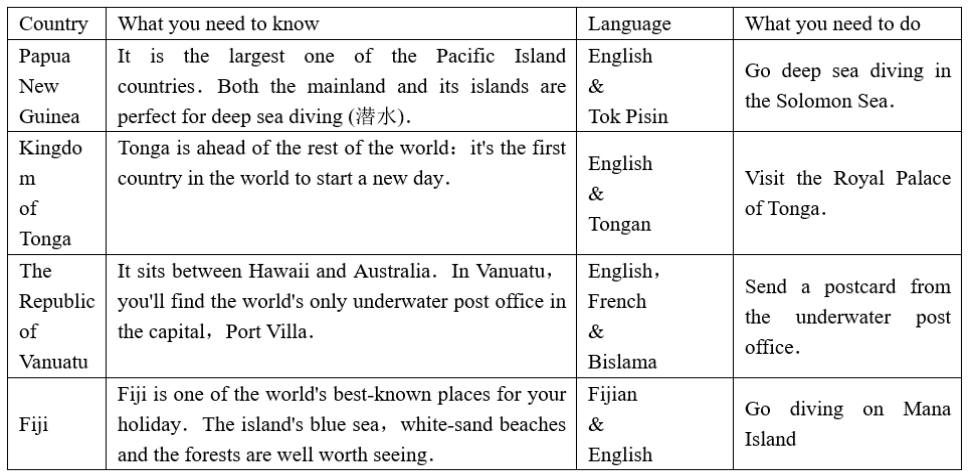 Country What you need to know Language What you need to do
Papua
New
Guinea
It is the largest one of the Pacific Island
countries．Both the mainland and its islands are
perfect for deep sea diving (潜水)．
English
&
Tok Pisin
Go deep sea diving in
the Solomon Sea．
Kingdo
m
of
Tonga
Tonga is ahead of the rest of the world：it's the first
country in the world to start a new day．
English
&
Tongan
Visit the Royal Palace
of Tonga．
The
Republic
of
Vanuatu
It sits between Hawaii and Australia．In Vanuatu，
you'll find the world's only underwater post office in
the capital，Port Villa．
English，
French
&
Bislama
Send a postcard from
the underwater post
office．
Fiji
Fiji is one of the world's best-known places for your
holiday．The island's blue sea，white-sand beaches
and the forests are well worth seeing．
Fijian
&
English
Go diving on Mana
Island